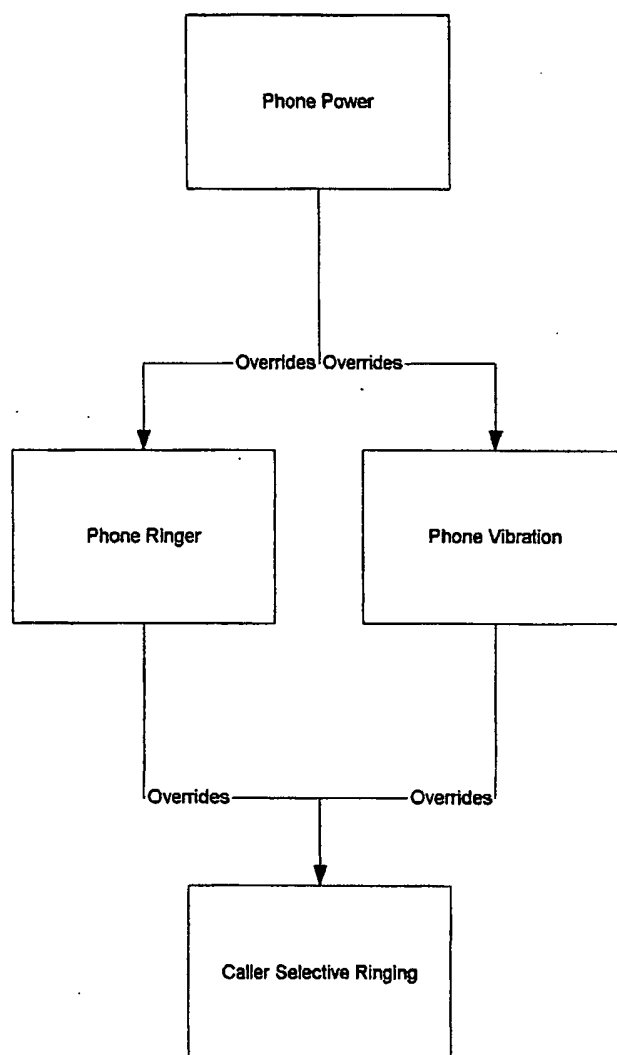 Phone Power
Overrides Overrides
Phone Ringer
Phone Vibration
Overrides
Overrides
Caller Selective Ringing